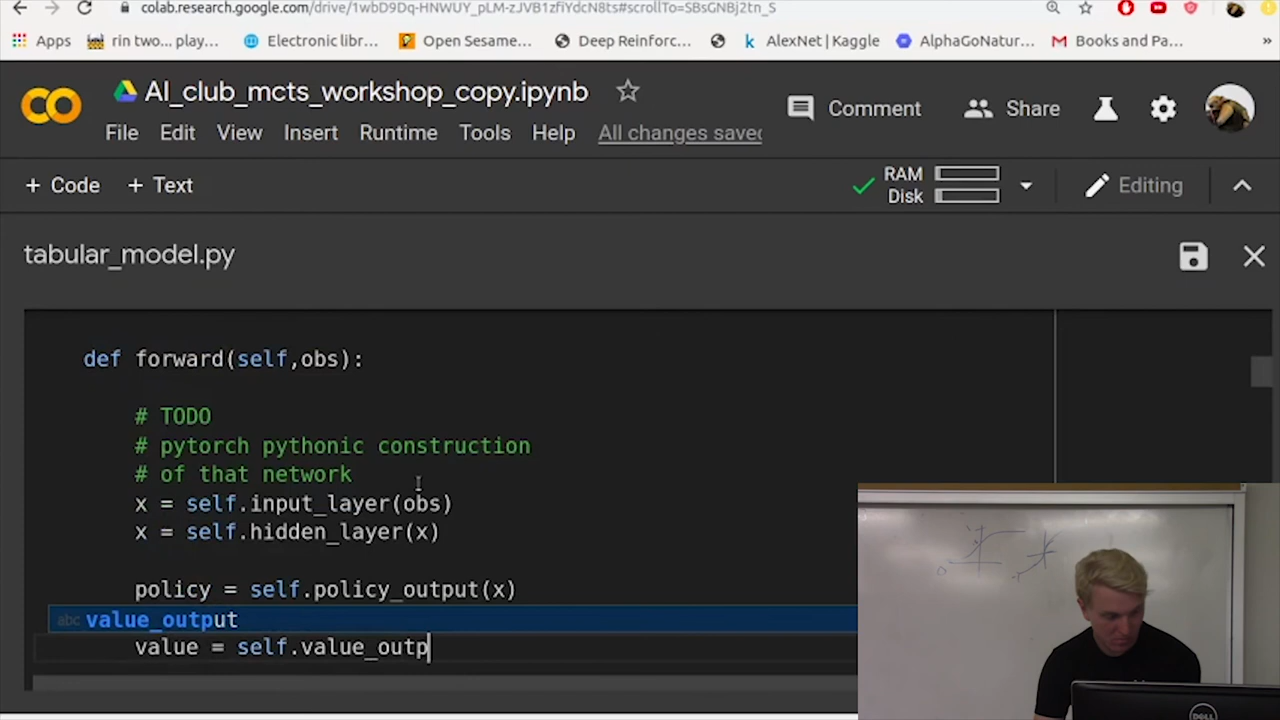 colab.research.google.com/drive/1wbD9Dq-HNWUY_pLM-zJVB1zfiYdcN8ts#scrollTo=SBsGNBj2tn_S
Apps rin two... play... Electronic libr... Open Sesame... Deep Reinforc... AlexNet | Kaggle AlphaGoNatur... Books and Pa... »
AI_club_mcts_workshop_copy.ipynb
Comment Share
File Edit View Insert Runtime Tools Help All changes saved
+ Code + Text RAM Disk Editing
tabular_model.py
def forward(self,obs):
# TODO
# pytorch pythonic construction
# of that network
x = self.input_layer(obs)
x = self.hidden_layer(x)
policy = self.policy_output(x)
abc value_output
value = self.value_outp
DELL